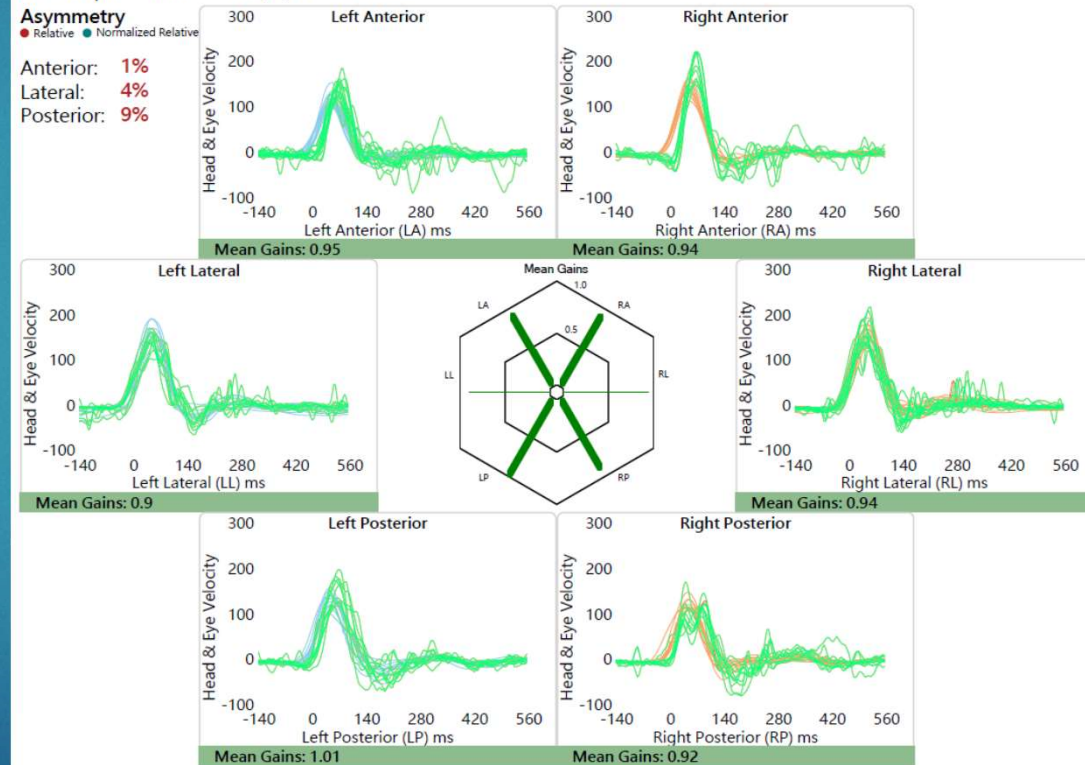 Asymmetry
Relative Normalized Relative
Anterior: 1%
Lateral: 4%
Posterior: 9%
Left Anterior
Head & Eye Velocity
300
200
100
0
-100
-140 0 140 280 420 560
Left Anterior (LA) ms
Mean Gains: 0.95
Right Anterior
Head & Eye Velocity
300
200
100
0
-100
-140 0 140 280 420 560
Right Anterior (RA) ms
Mean Gains: 0.94
Left Lateral
Head & Eye Velocity
300
200
100
0
-100
-140 0 140 280 420 560
Left Lateral (LL) ms
Mean Gains: 0.9
Mean Gains
1.0
LA
RA
0.5
LL
RL
LP
RP
Right Lateral
Head & Eye Velocity
300
200
100
0
-100
-140 0 140 280 420 560
Right Lateral (RL) ms
Mean Gains: 0.94
Left Posterior
Head & Eye Velocity
300
200
100
0
-100
-140 0 140 280 420 560
Left Posterior (LP) ms
Mean Gains: 1.01
Right Posterior
Head & Eye Velocity
300
200
100
0
-100
-140 0 140 280 420 560
Right Posterior (RP) ms
Mean Gains: 0.92